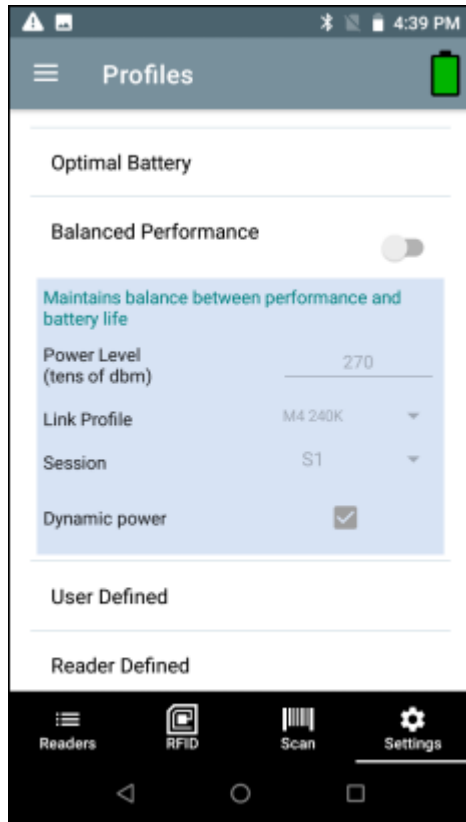 4:39 PM
Profiles
Optimal Battery
Balanced Performance
Maintains balance between performance and
battery life
Power Level
(tens of dbm)
270
Link Profile
M4 240K
Session
S1
Dynamic power
User Defined
Reader Defined
Readers
RFID
Scan
Settings